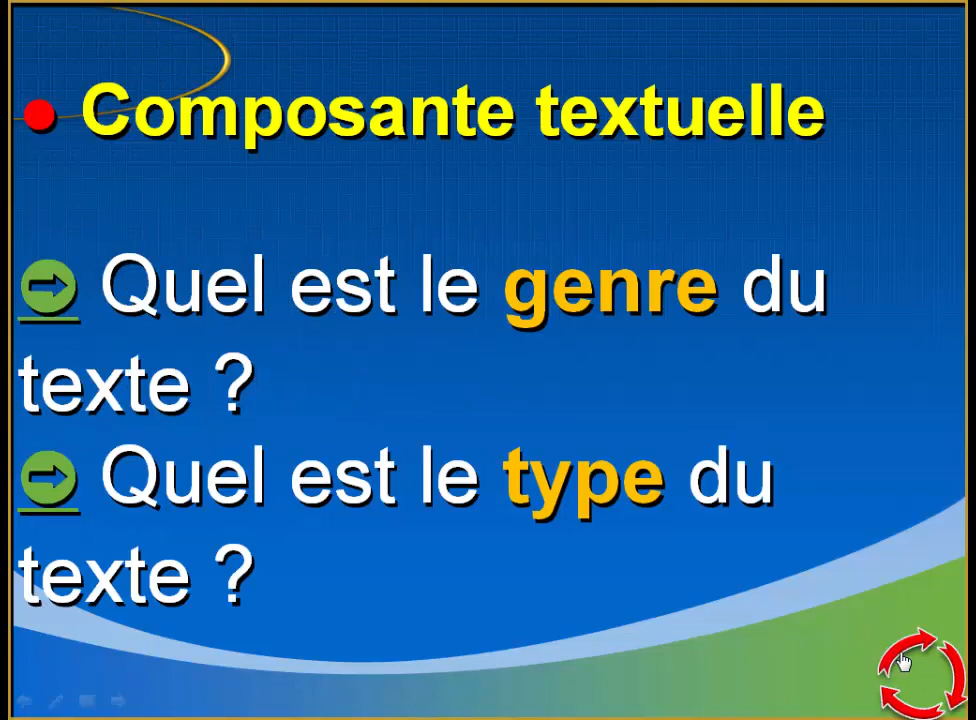 • Composante textuelle
Quel est le genre du
texte ?
Quel est le type du
texte ?